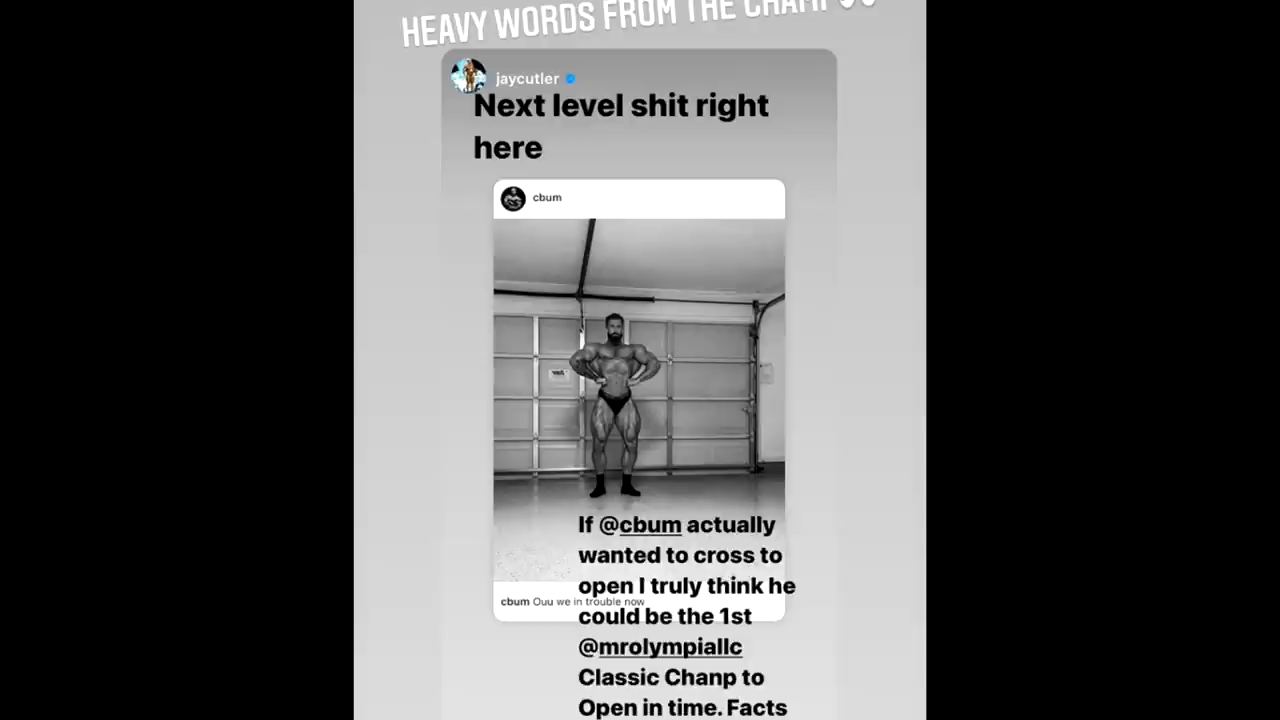 HEAVY WORDS FROM THE CHAMP
jaycutler
Next level shit right
here
cbum
If @cbum actually
wanted to cross to
open I truly think he
cbum Ouu we in trouble now
could be the 1st
@mrolympiallc
Classic Chanp to
Open in time. Facts